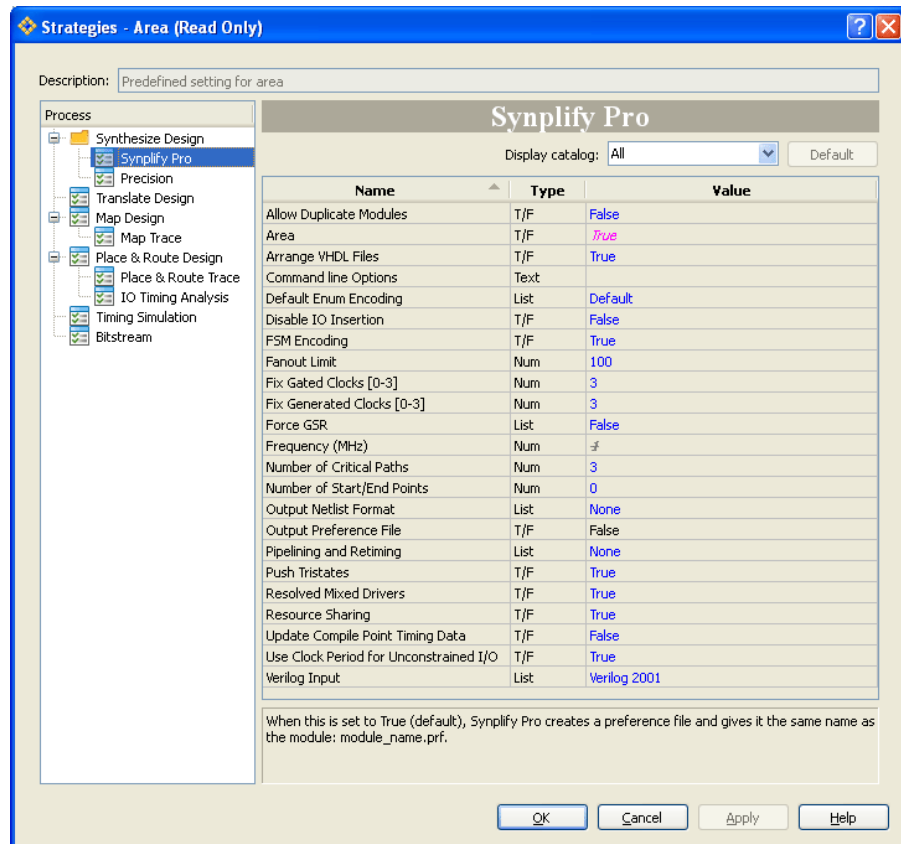 Strategies - Area (Read Only)
Description: Predefined setting for area
Process
Synthesize Design
Synplify Pro
Precision
Translate Design
Map Design
Map Trace
Place & Route Design
Place & Route Trace
IO Timing Analysis
Timing Simulation
Bitstream
Synplify Pro
Display catalog: All Default
Name Type Value
Allow Duplicate Modules T/F False
Area T/F True
Arrange VHDL Files T/F True
Command line Options Text
Default Enum Encoding List Default
Disable IO Insertion T/F False
FSM Encoding T/F True
Fanout Limit Num 100
Fix Gated Clocks [0-3] Num 3
Fix Generated Clocks [0-3] Num 3
Force GSR List False
Frequency (MHz) Num
Number of Critical Paths Num 3
Number of Start/End Points Num 0
Output Netlist Format List None
Output Preference File T/F False
Pipelining and Retiming List None
Push Tristates T/F True
Resolved Mixed Drivers T/F True
Resource Sharing T/F True
Update Compile Point Timing Data T/F False
Use Clock Period for Unconstrained I/O T/F True
Verilog Input List Verilog 2001
When this is set to True (default), Synplify Pro creates a preference file and gives it the same name as
the module: module_name.prf.
OK Cancel Apply Help